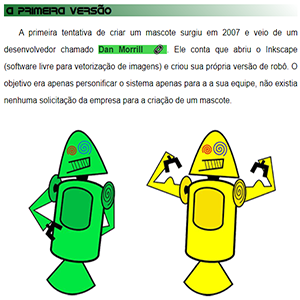 A PRIMEIRA VERSÃO
A primeira tentativa de criar um mascote surgiu em 2007 e veio de um
desenvolvedor chamado Dan Morrill. Ele conta que abriu o Inkscape
(software livre para vetorização de imagens) e criou sua própria versão de robô. O
objetivo era apenas personificar o sistema apenas para a a sua equipe, não existia
nenhuma solicitação da empresa para a criação de um mascote.